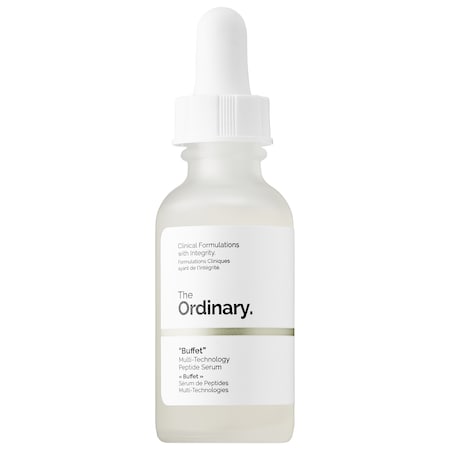 Clinical Formulations
with Integrity.
Formulations Cliniques
ayant de l'intégrité.
The
Ordinary.
"Buffet"
Multi-Technology
Peptide Serum
« Buffet »
Sérum de Peptides
Multi-Technologies